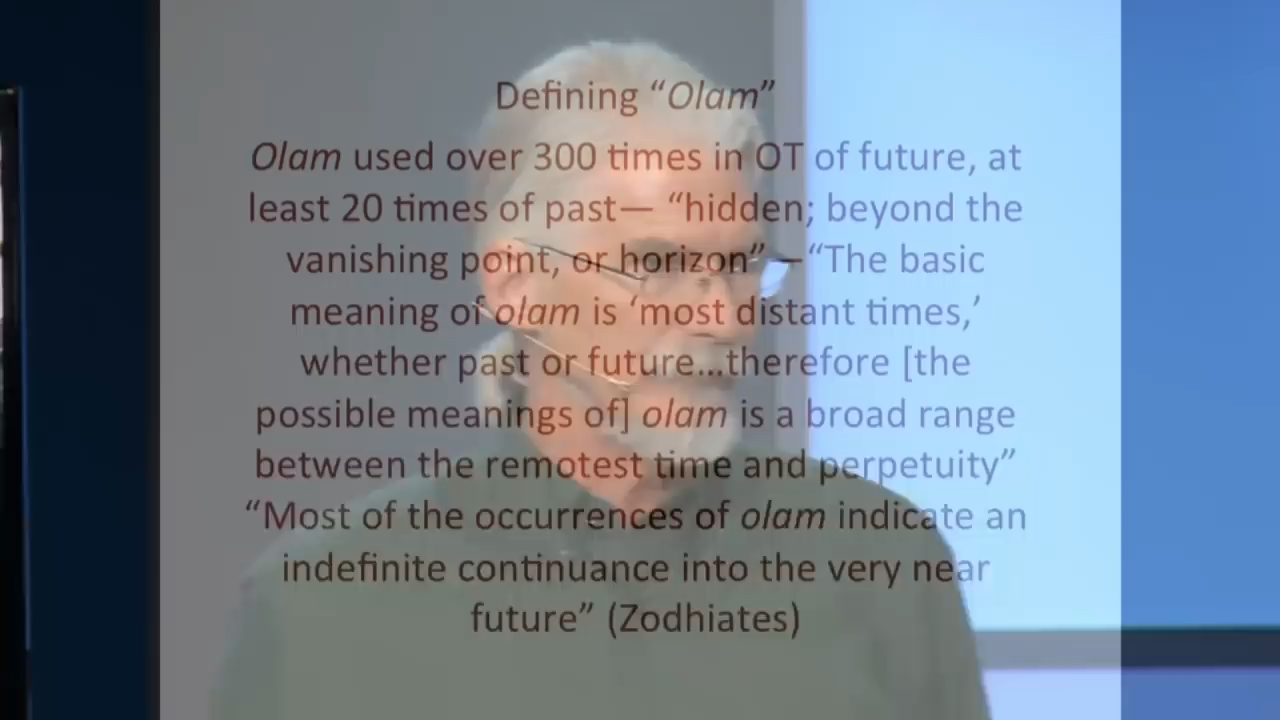 Defining “Olam”
Olam used over 300 times in OT of future, at
least 20 times of past— “hidden; beyond the
vanishing point, or horizon”—“The basic
meaning of olam is ‘most distant times,’
whether past or future...therefore [the
possible meanings of] olam is a broad range
between the remotest time and perpetuity”
“Most of the occurrences of olam indicate an
indefinite continuance into the very near
future” (Zodhiates)